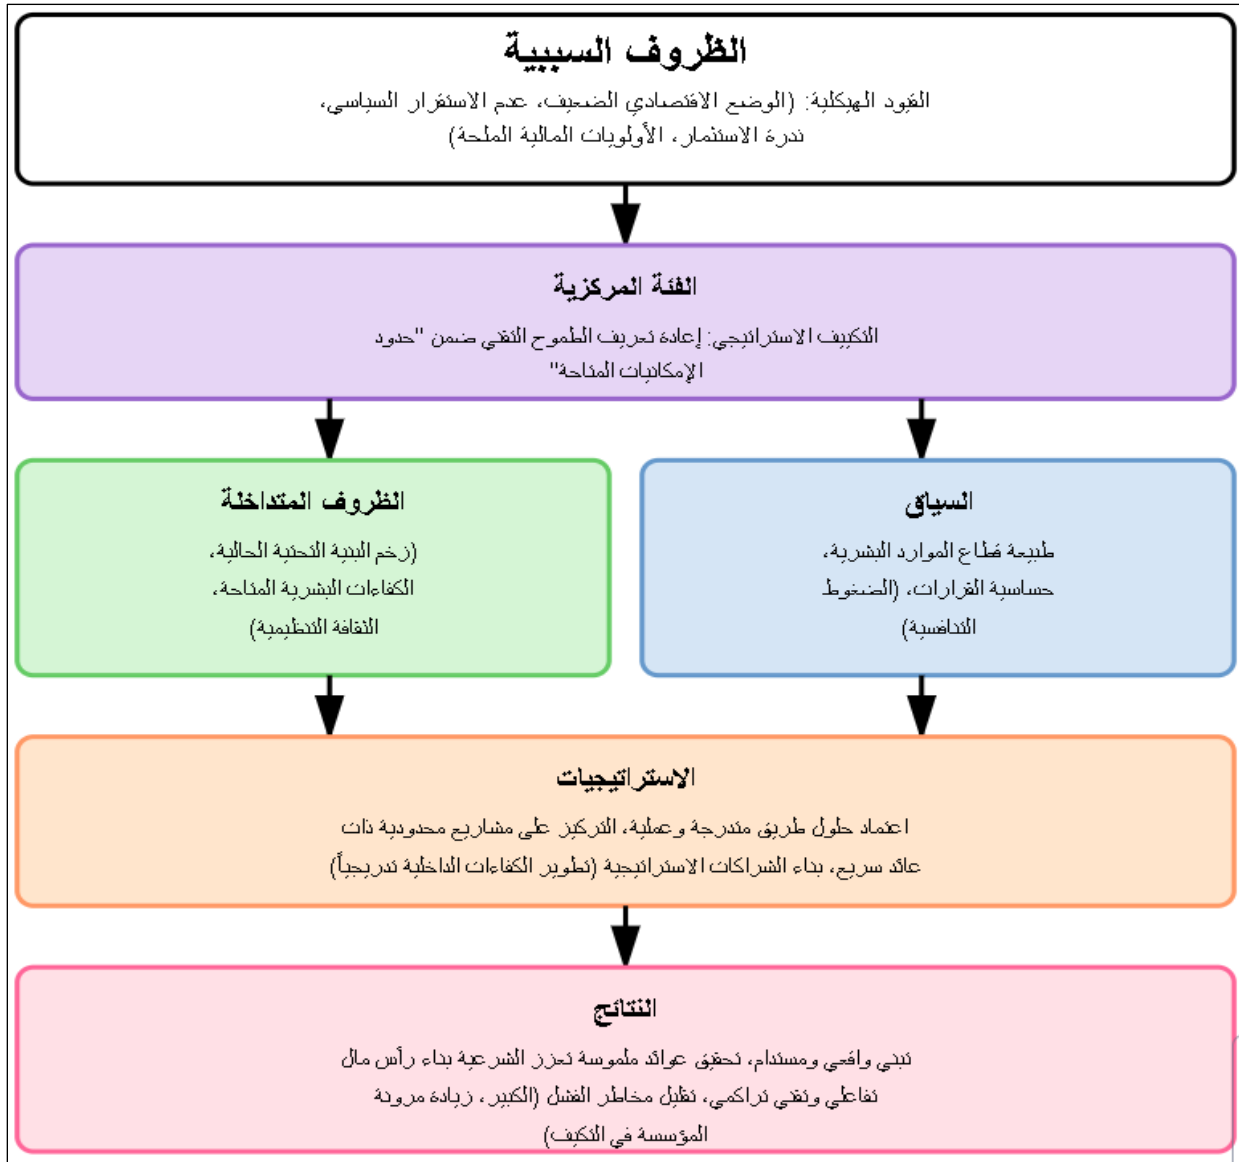 الظروف السببية
القيود الهيكلية: (الوضع الاقتصادي الضعيف، عدم الاستقرار السياسي،
ندرة الاستثمار، الأولويات المالية الملحة)
الفئة المركزية
التكييف الاستراتيجي: إعادة تعريف الطموح التقني ضمن "حدود
الإمكانيات المتاحة"
السياق
طبيعة قطاع الموارد البشرية،
حساسية القرارات، (الضغوط
التنافسية)
الظروف المتداخلة
(زخم البنية التحتية الحالية،
الكفاءات البشرية المتاحة،
الثقافة التنظيمية)
الاستراتيجيات
اعتماد حلول طريق متدرجة وعملية، التركيز على مشاريع محدودية ذات
عائد سريع، بناء الشراكات الاستراتيجية (تطوير الكفاءات الداخلية تدريجياً)
النتائج
تبني واقعي ومستدام، تحقيق عوائد ملموسة تعزز الشرعية بناء رأس مال
تفاعلي وتقني تراكمي، تقليل مخاطر الفشل (الكبير، زيادة مرونة
المؤسسة في التكيف)